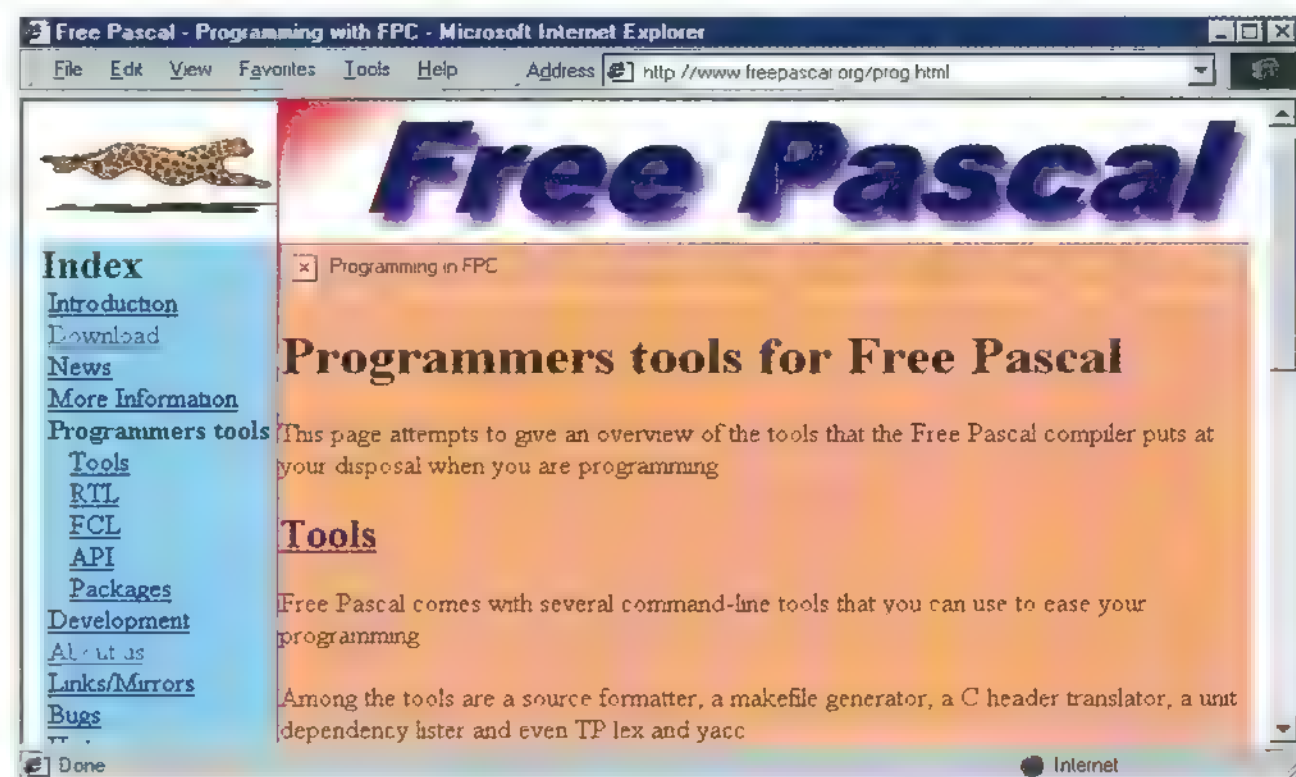 Free Pascal - Programming with FPC - Microsoft Internet Explorer
File Edit View Favorites Tools Help Address http //www freepascal org/prog html
Free Pascal
Index
Introduction
Download
News
More Information
Programmers tools
Tools
RTL
FCL
API
Packages
Development
About us
Links/Mirrors
Bugs
Programming in FPC
Programmers tools for Free Pascal
This page attempts to give an overview of the tools that the Free Pascal compiler puts at
your disposal when you are programming
Tools
Free Pascal comes with several command-line tools that you can use to ease your
programming
Among the tools are a source formatter, a makefile generator, a C header translator, a unit
dependency lister and even TP lex and yacc
Done Internet